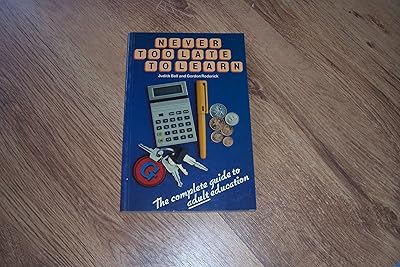 NEVER
TOO LATE
TO LEARN
Judith Bell and Gordon Roderick
The complete guide to
adult education